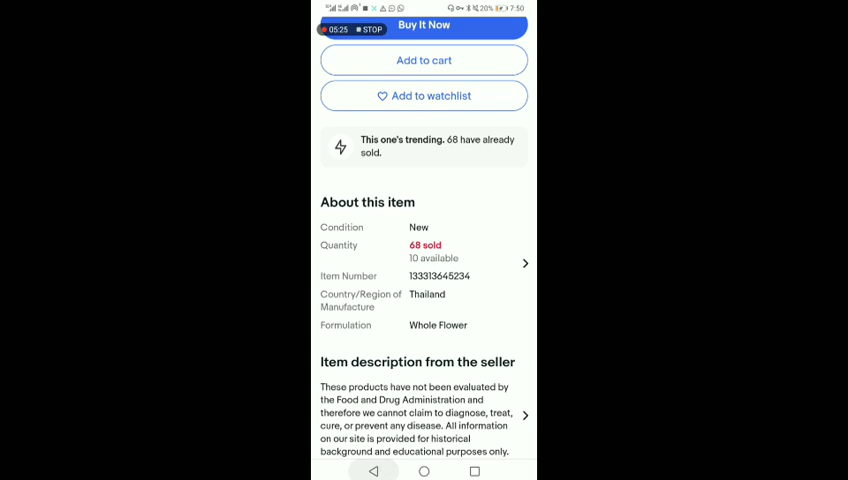 20% 7:50
Buy It Now
05:25 STOP
Add to cart
Add to watchlist
This one's trending. 68 have already
sold.
About this item
Condition New
Quantity 68 sold
10 available
Item Number 133313645234
Country/Region of Thailand
Manufacture
Formulation Whole Flower
Item description from the seller
These products have not been evaluated by
the Food and Drug Administration and
therefore we cannot claim to diagnose, treat,
cure, or prevent any disease. All information
on our site is provided for historical
background and educational purposes only.